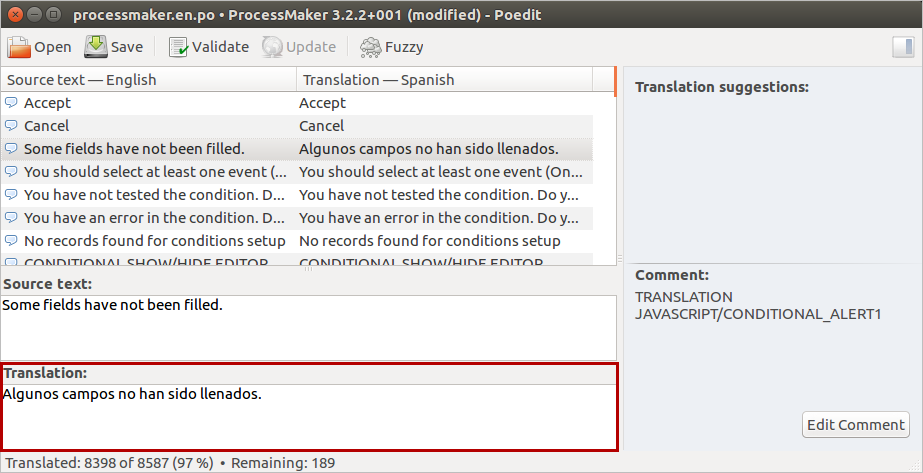 processmaker.en.po • ProcessMaker 3.2.2+001 (modified) - Poedit
Open Save Validate Update Fuzzy
Source text — English Translation — Spanish
Accept Accept
Cancel Cancel
Some fields have not been filled. Algunos campos no han sido llenados.
You should select at least one event (... You should select at least one event (On...
You have not tested the condition. D... You have not tested the condition. Do y...
You have an error in the condition. D... You have an error in the condition. Do y...
No records found for conditions setup No records found for conditions setup
CONDITIONAL SHOW/HIDE EDITOR CONDITIONAL SHOW/HIDE EDITOR
Source text:
Some fields have not been filled.
Translation:
Algunos campos no han sido llenados.
Translated: 8398 of 8587 (97 %) • Remaining: 189
Translation suggestions:
Comment:
TRANSLATION
JAVASCRIPT/CONDITIONAL_ALERT1
Edit Comment